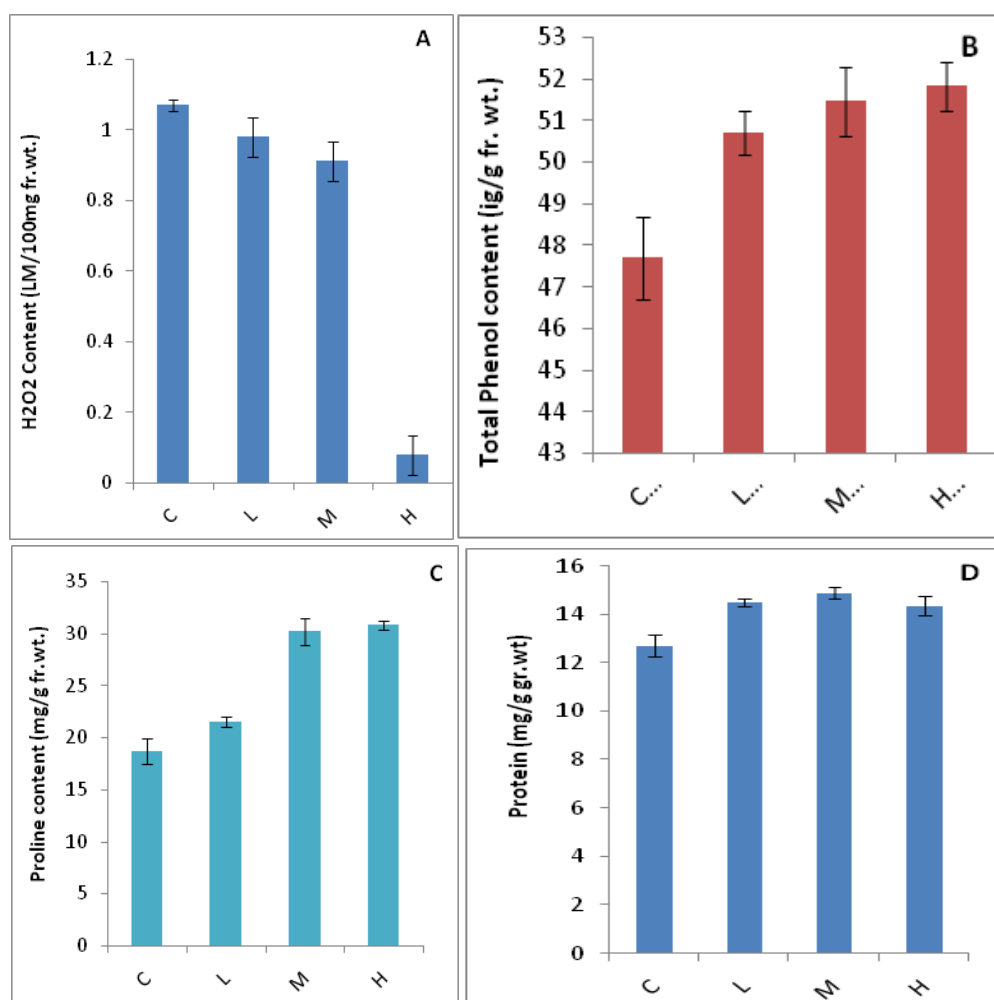 A
H2O2 Content (LM/100mg fr.wt.)
1.2
1
0.8
0.6
0.4
0.2
0
C L M H
B
Total Phenol content (ig/g fr. wt.)
53
52
51
50
49
48
47
46
45
44
43
C... L... M... H...
C
Proline content (mg/g fr.wt.)
35
30
25
20
15
10
5
0
C L M H
D
Protein (mg/g gr.wt)
16
14
12
10
8
6
4
2
0
C L M H